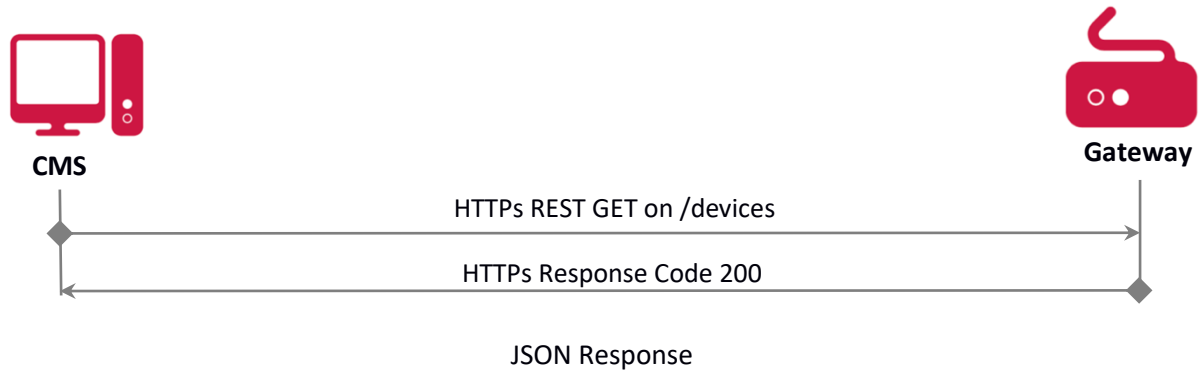 CMS
Gateway
HTTPs REST GET on /devices
HTTPs Response Code 200
JSON Response